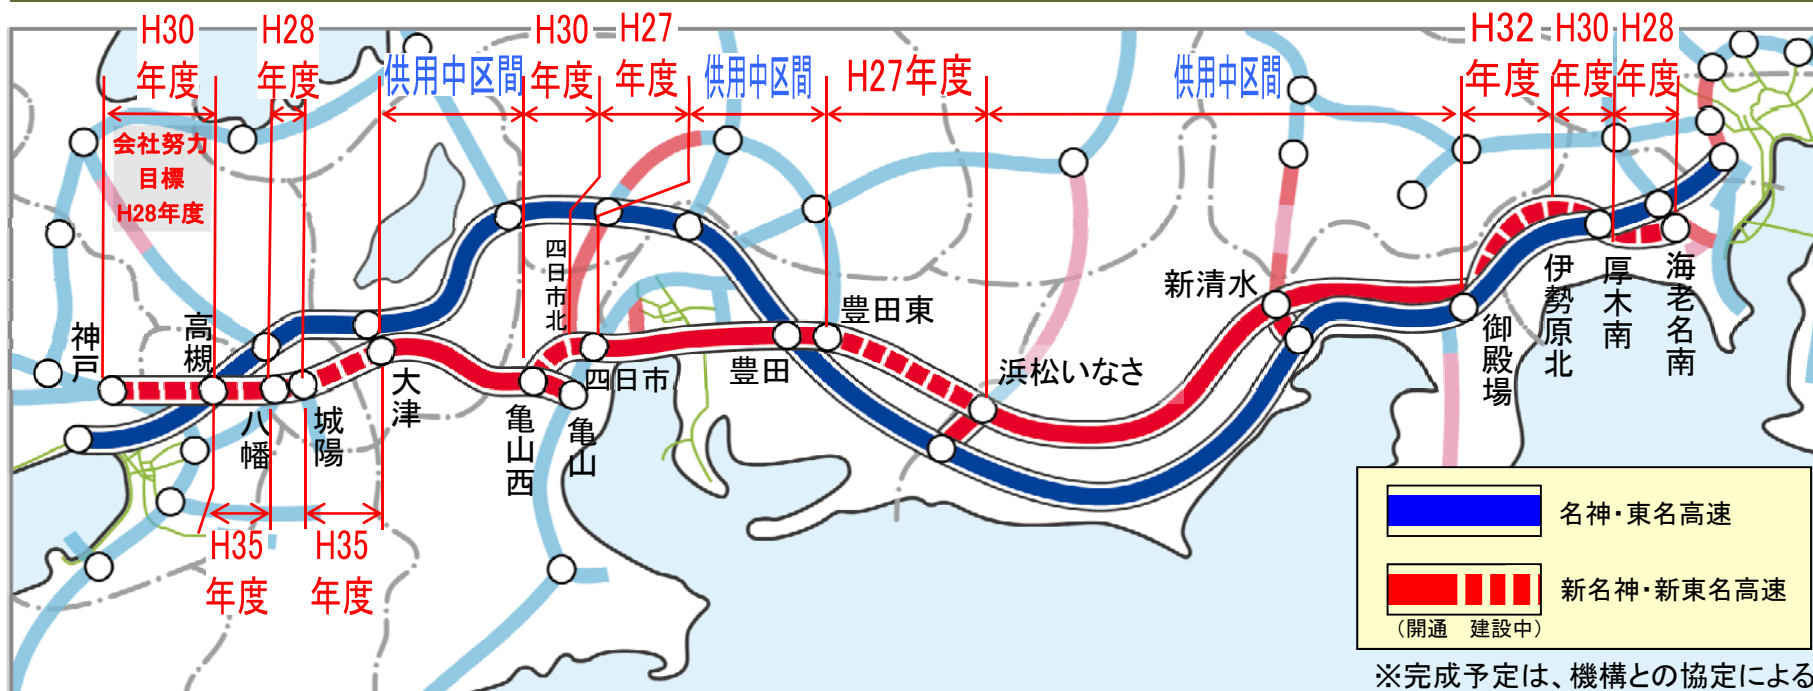 H30
年度
H28
年度
供用中区間
H30
年度
H27
年度
供用中区間
H27年度
供用中区間
H32
年度
H30
年度
H28
年度
会社努力
目標
H28年度
神戸
高槻
八幡
城陽
大津
亀山西
亀山
四日市北
四日市
豊田
豊田東
浜松いなさ
新清水
御殿場
伊勢原北
厚木南
海老名南
H35
年度
H35
年度
名神・東名高速
新名神・新東名高速
(開通 建設中)
※完成予定は、機構との協定による